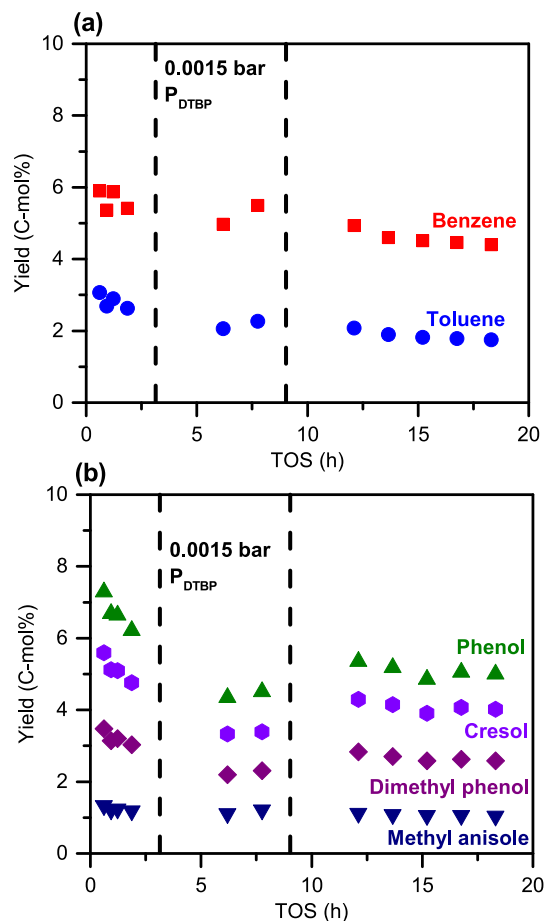 (a)
10
8
6
4
2
0
Yield (C-mol%)
0.0015 bar
P_DTBP
Benzene
Toluene
0 5 10 15 20
TOS (h)
(b)
10
8
6
4
2
0
Yield (C-mol%)
0.0015 bar
P_DTBP
Phenol
Cresol
Dimethyl phenol
Methyl anisole
0 5 10 15 20
TOS (h)